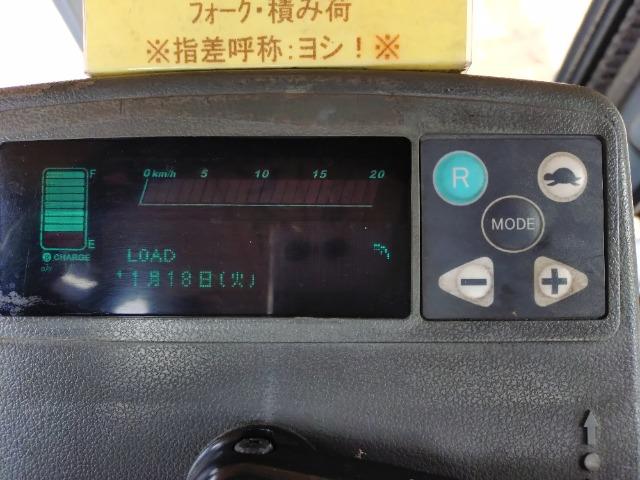 フォーク・積み荷
※指差呼称：ヨシ！※
F
0 km/h 5 10 15 20
R
MODE
E
CHARGE
LOAD
11月18日(火)